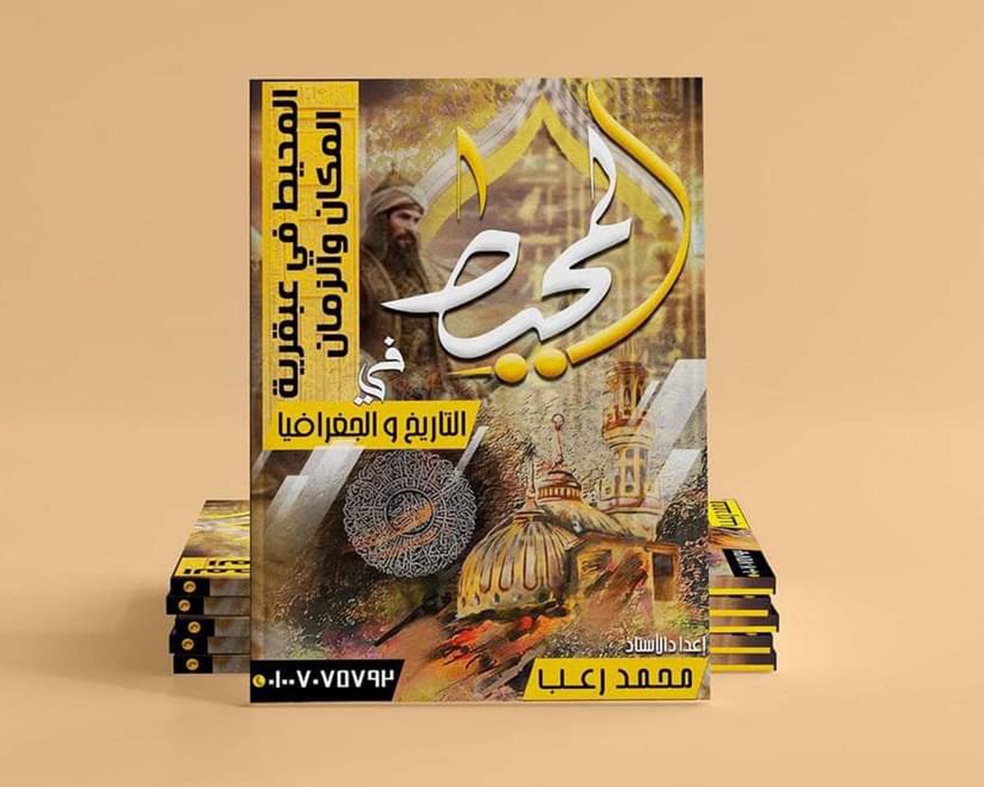 المحيط في عبقرية
المكان والزمان
المحيط
في
التاريخ و الجغرافيا
إعداد الأستاذ
محمد رعب
٠١٠٠٧٠٧٥٧٩٢